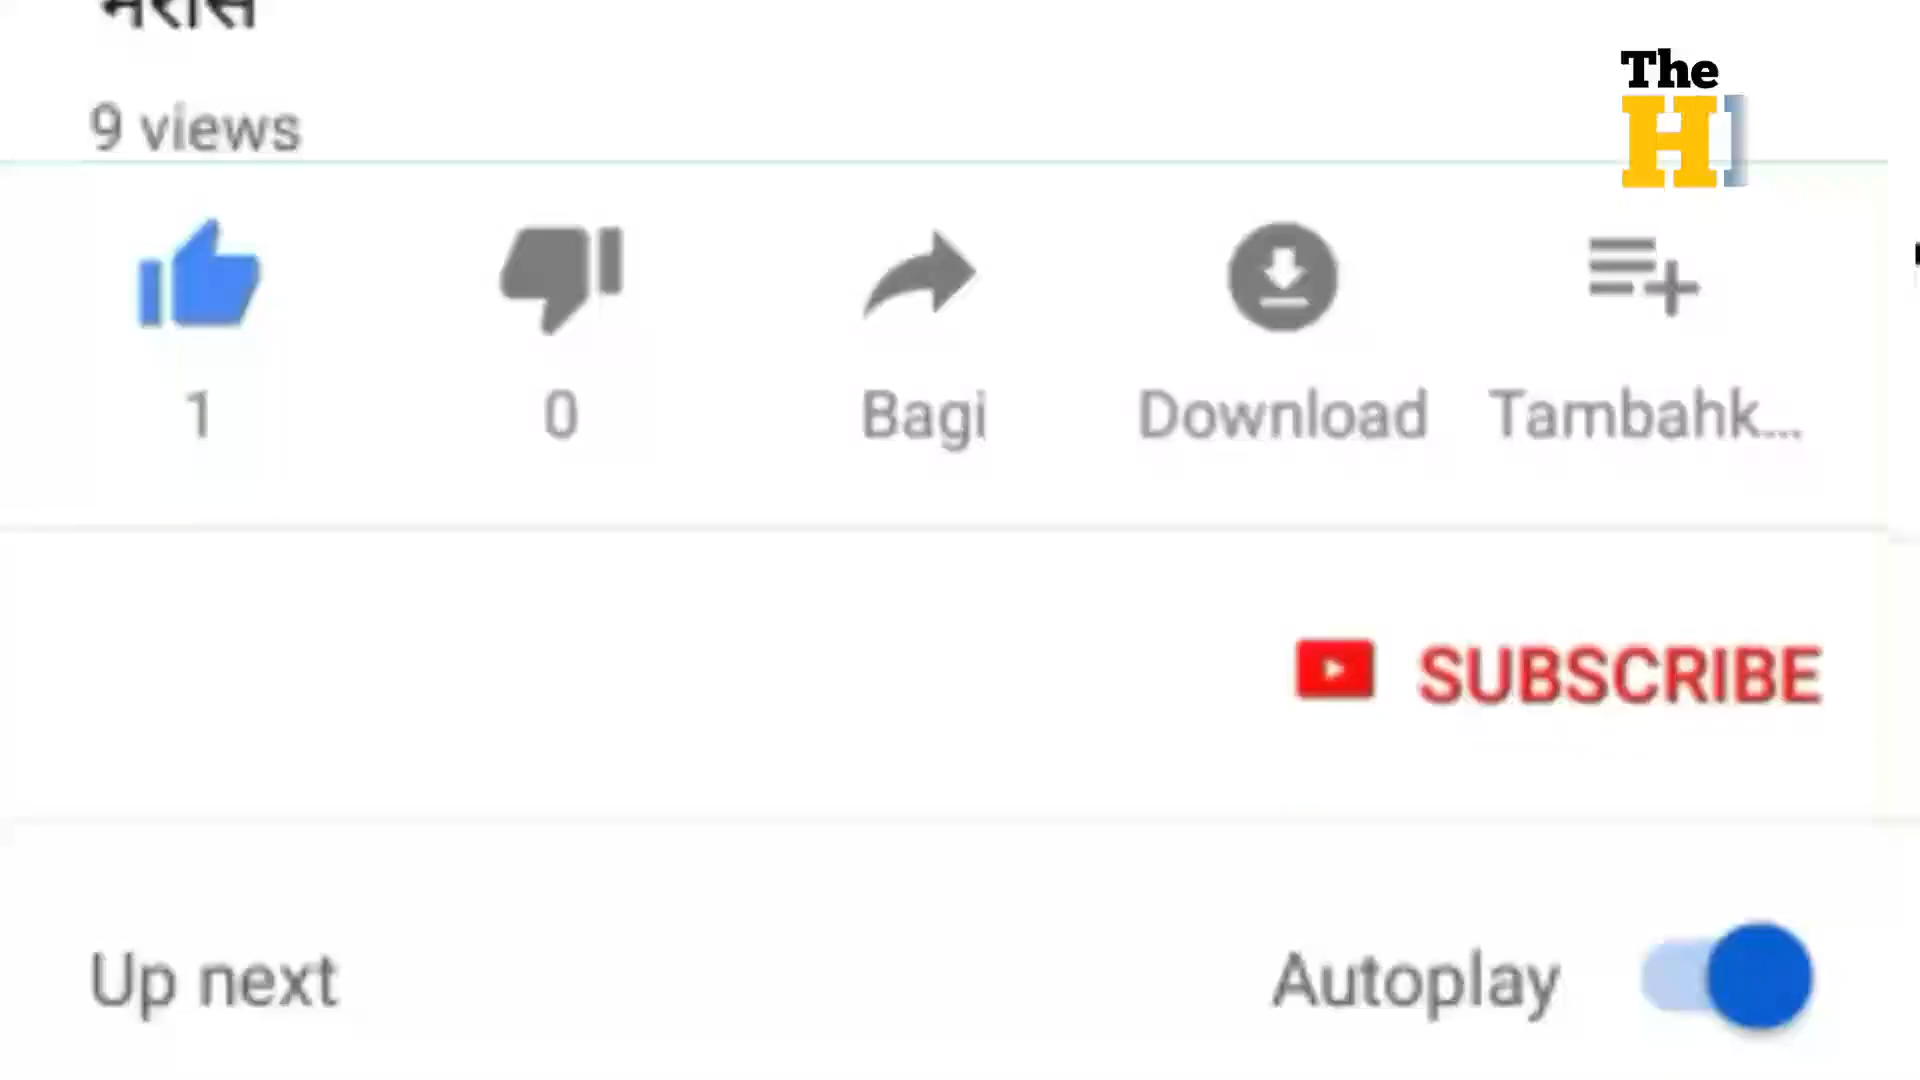 The
H
9 views
1 0 Bagi Download Tambahk...
SUBSCRIBE
Up next Autoplay